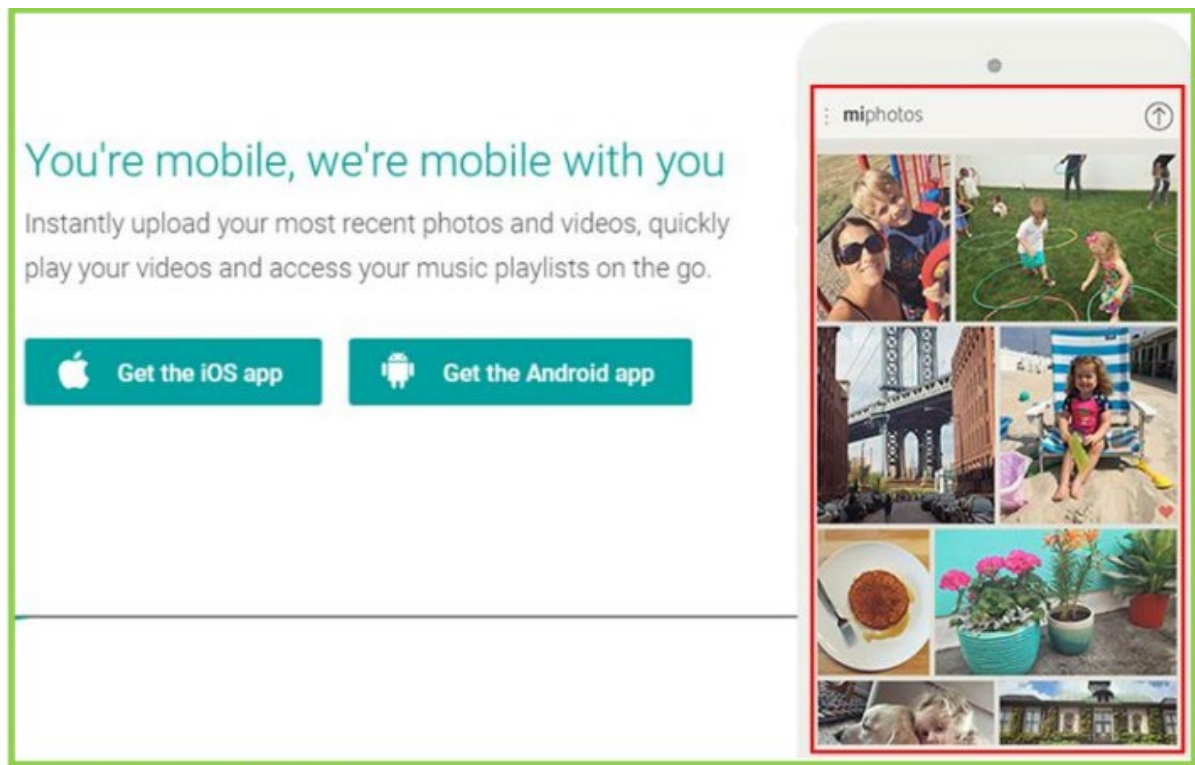 You're mobile, we're mobile with you
Instantly upload your most recent photos and videos, quickly
play your videos and access your music playlists on the go.
Get the iOS app
Get the Android app
miphotos